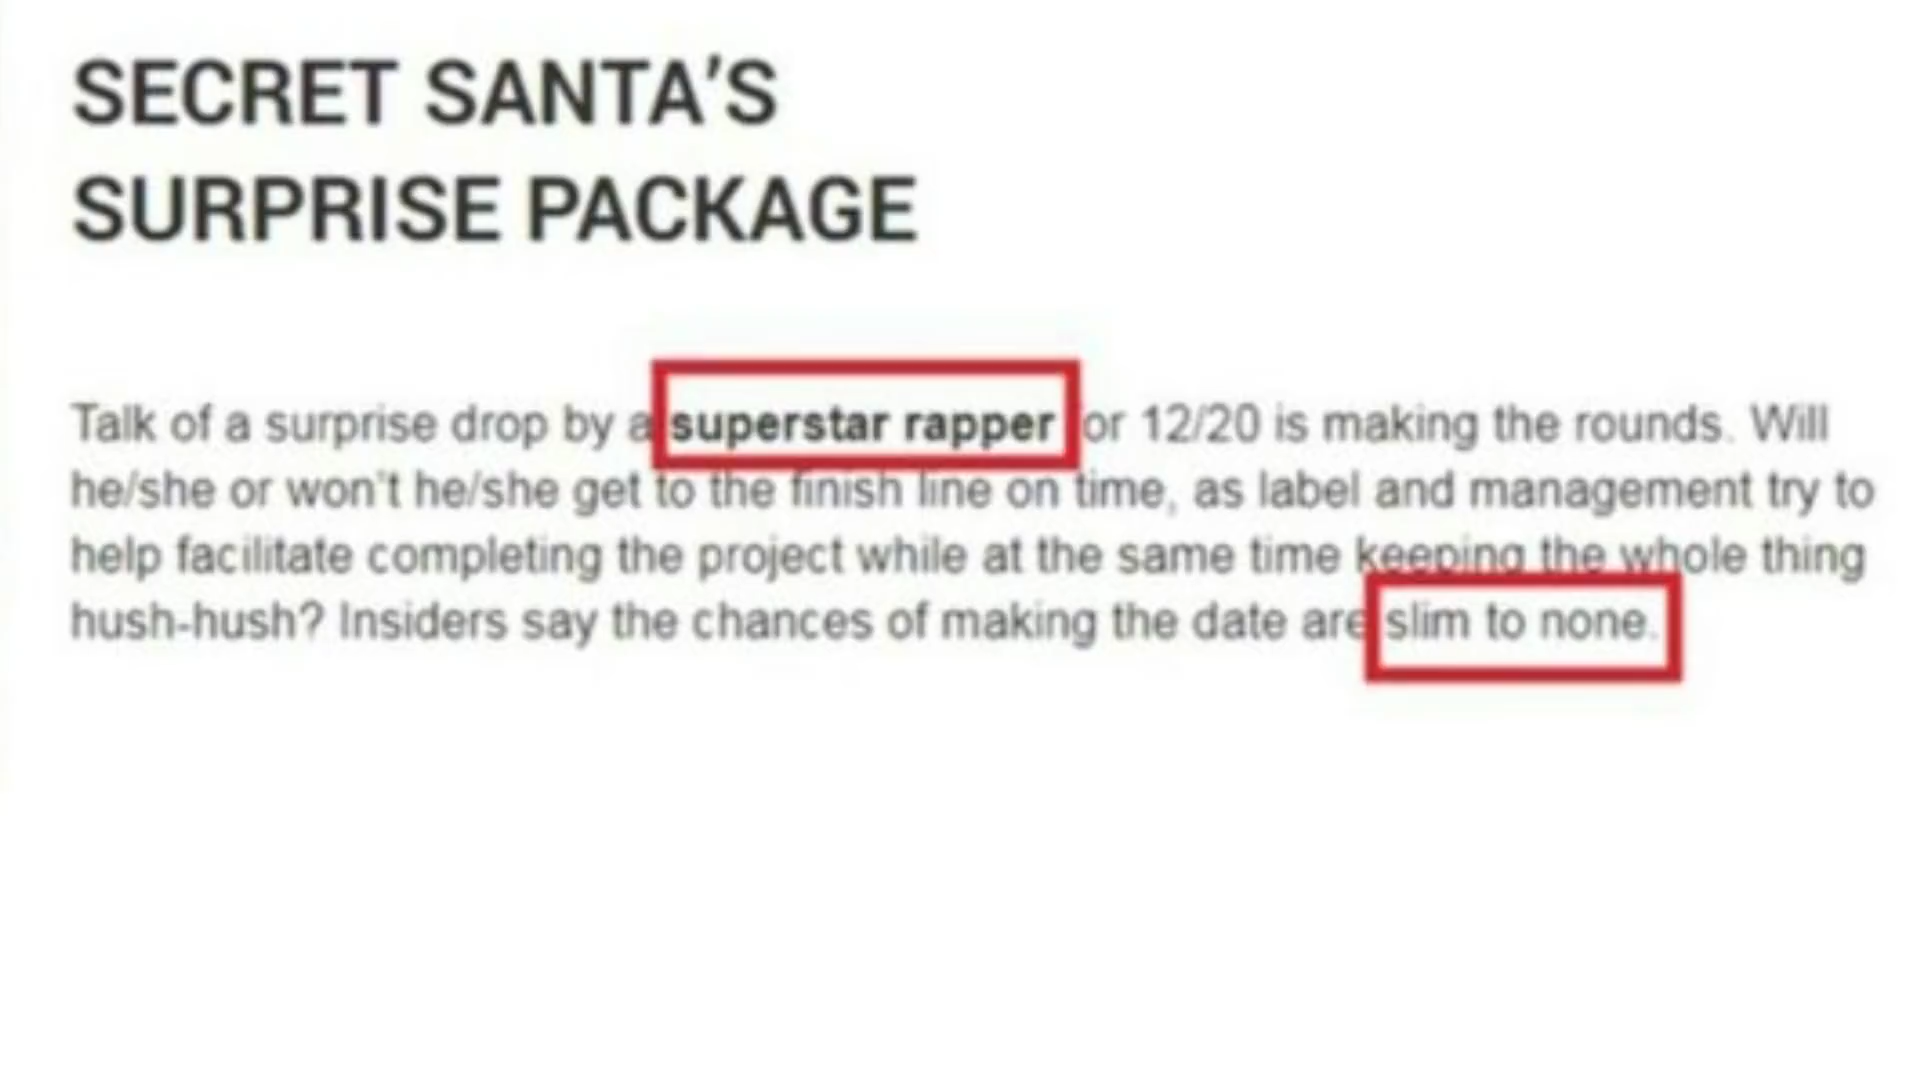 SECRET SANTA'S
SURPRISE PACKAGE
Talk of a surprise drop by a superstar rapper or 12/20 is making the rounds. Will
he/she or won't he/she get to the finish line on time, as label and management try to
help facilitate completing the project while at the same time keeping the whole thing
hush-hush? Insiders say the chances of making the date are slim to none.